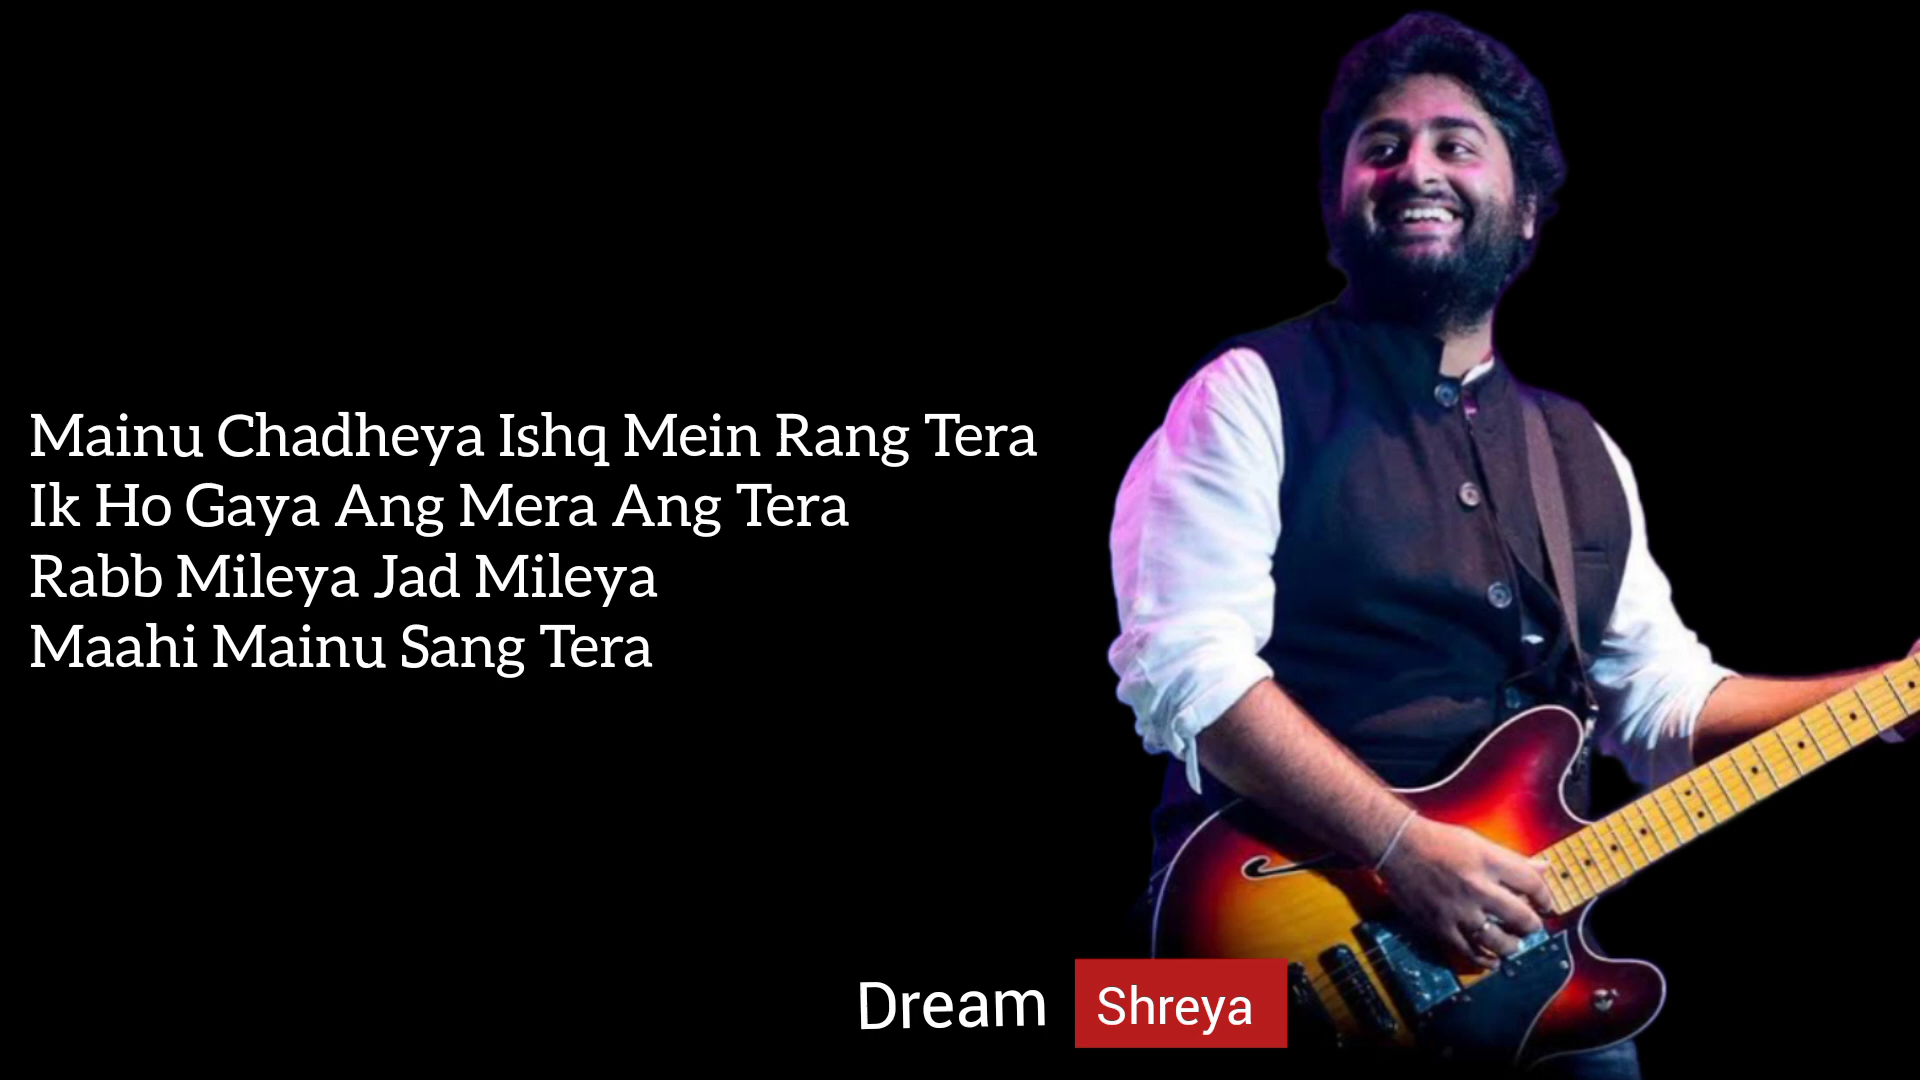 Mainu Chadheya Ishq Mein Rang Tera
Ik Ho Gaya Ang Mera Ang Tera
Rabb Mileya Jad Mileya
Maahi Mainu Sang Tera
Dream Shreya